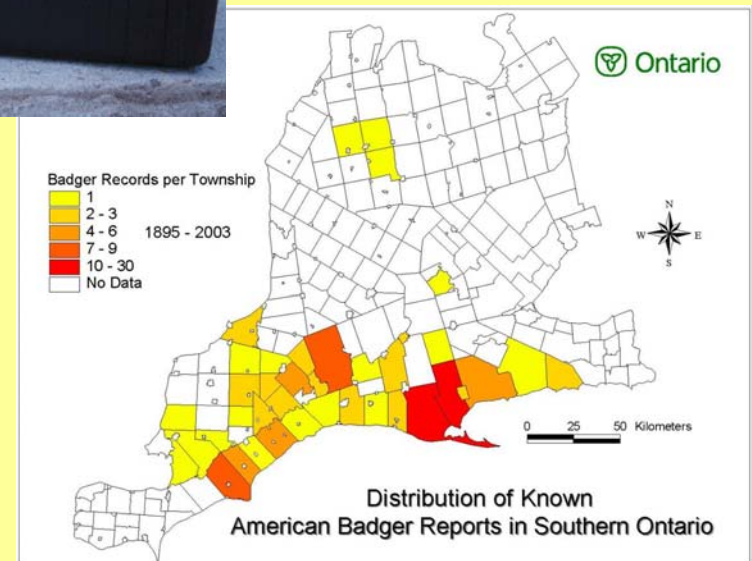 Ontario
Badger Records per Township
1
2 - 3
4 - 6
7 - 9
10 - 30
No Data
1895 - 2003
N
W E
S
0 25 50 Kilometers
Distribution of Known
American Badger Reports in Southern Ontario